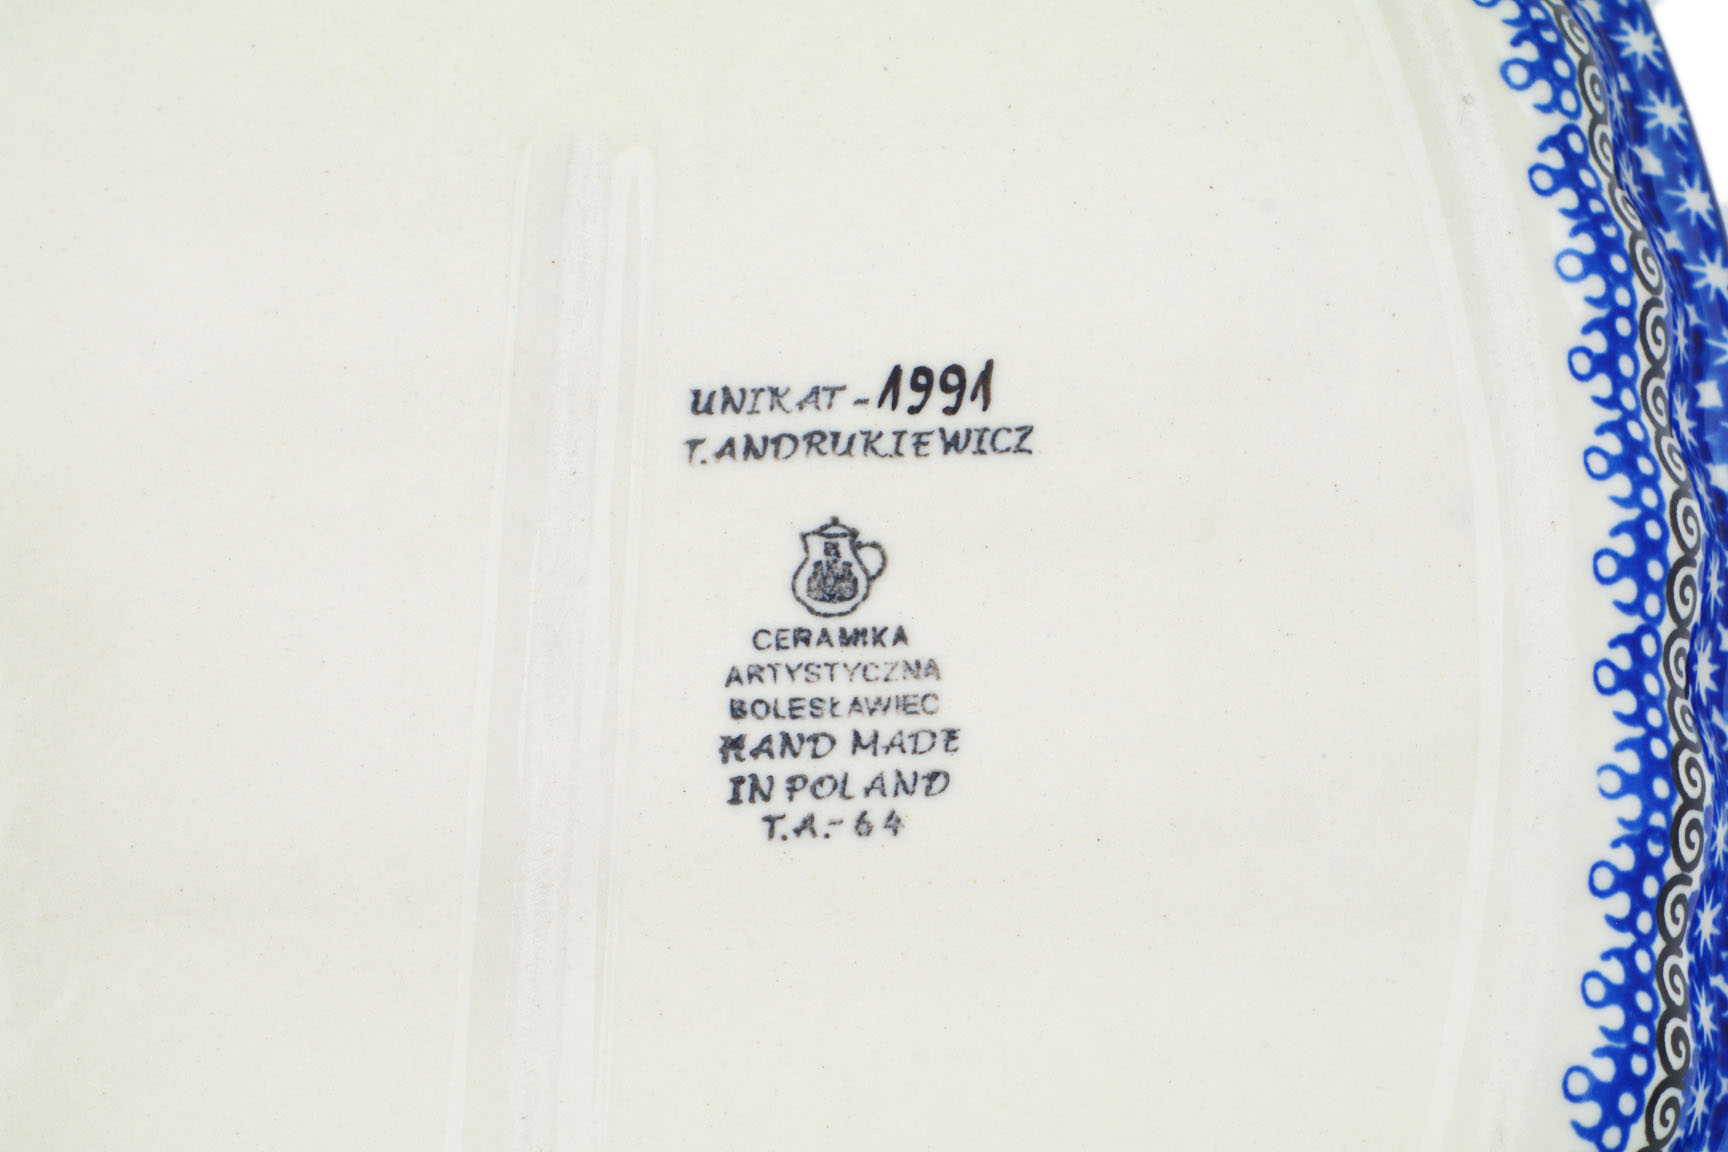 UNIKAT-1991
T. ANDRUKIEWICZ
CERAMIKA
ARTYSTYCZNA
BOLESŁAWIEC
HAND MADE
IN POLAND
T.A.-64